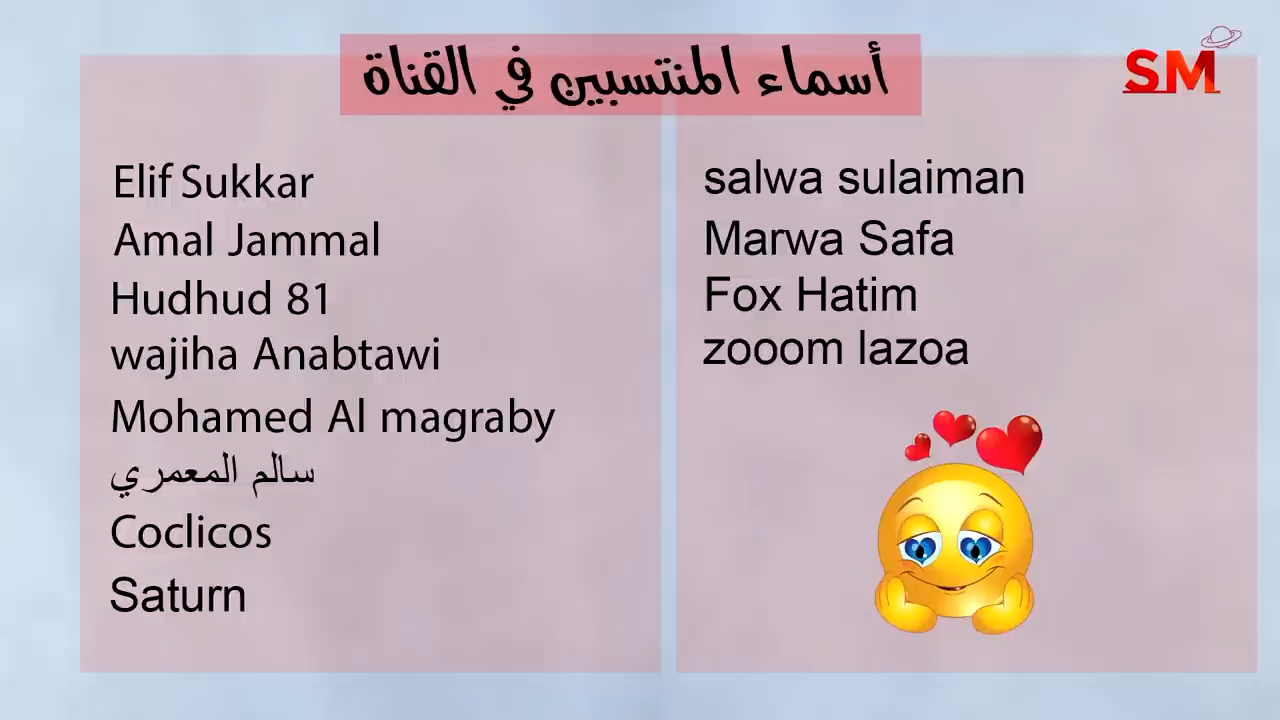 أسماء المنتسبين في القناة
SM
Elif Sukkar
Amal Jammal
Hudhud 81
wajiha Anabtawi
Mohamed Al magraby
سالم المعمري
Coclicos
Saturn
salwa sulaiman
Marwa Safa
Fox Hatim
zooom lazoa